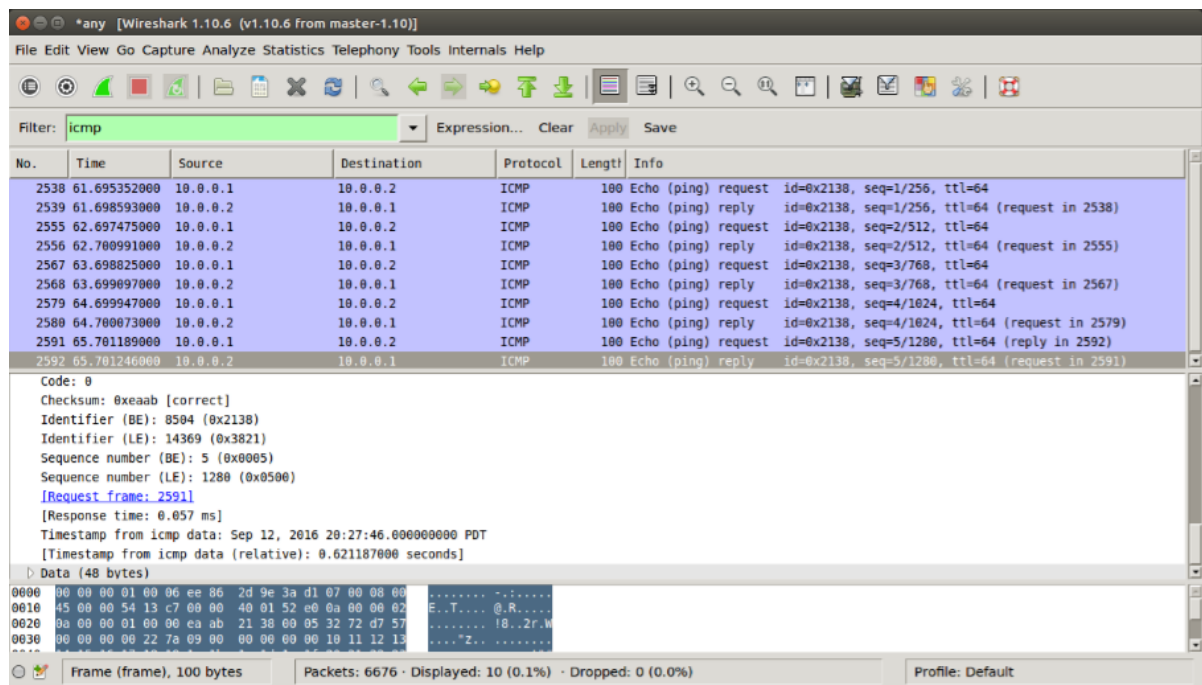 *any [Wireshark 1.10.6 (v1.10.6 from master-1.10)]
File Edit View Go Capture Analyze Statistics Telephony Tools Internals Help
Filter: icmp Expression... Clear Apply Save
No. Time Source Destination Protocol Length Info
2538 61.695352000 10.0.0.1 10.0.0.2 ICMP 100 Echo (ping) request id=0x2138, seq=1/256, ttl=64
2539 61.698593000 10.0.0.2 10.0.0.1 ICMP 100 Echo (ping) reply id=0x2138, seq=1/256, ttl=64 (request in 2538)
2555 62.697475000 10.0.0.1 10.0.0.2 ICMP 100 Echo (ping) request id=0x2138, seq=2/512, ttl=64
2556 62.700991000 10.0.0.2 10.0.0.1 ICMP 100 Echo (ping) reply id=0x2138, seq=2/512, ttl=64 (request in 2555)
2567 63.698825000 10.0.0.1 10.0.0.2 ICMP 100 Echo (ping) request id=0x2138, seq=3/768, ttl=64
2568 63.699097000 10.0.0.2 10.0.0.1 ICMP 100 Echo (ping) reply id=0x2138, seq=3/768, ttl=64 (request in 2567)
2579 64.699947000 10.0.0.1 10.0.0.2 ICMP 100 Echo (ping) request id=0x2138, seq=4/1024, ttl=64
2580 64.700073000 10.0.0.2 10.0.0.1 ICMP 100 Echo (ping) reply id=0x2138, seq=4/1024, ttl=64 (request in 2579)
2591 65.701189000 10.0.0.1 10.0.0.2 ICMP 100 Echo (ping) request id=0x2138, seq=5/1280, ttl=64 (reply in 2592)
2592 65.701246000 10.0.0.2 10.0.0.1 ICMP 100 Echo (ping) reply id=0x2138, seq=5/1280, ttl=64 (request in 2591)
Code: 0
Checksum: 0xeaab [correct]
Identifier (BE): 8504 (0x2138)
Identifier (LE): 14369 (0x3821)
Sequence number (BE): 5 (0x0005)
Sequence number (LE): 1280 (0x0500)
[Request frame: 2591]
[Response time: 0.057 ms]
Timestamp from icmp data: Sep 12, 2016 20:27:46.000000000 PDT
[Timestamp from icmp data (relative): 0.621187000 seconds]
Data (48 bytes)
0000 00 00 00 01 00 06 ee 86 2d 9e 3a d1 07 00 08 00 ........ -.:.....
0010 45 00 00 54 13 c7 00 00 40 01 52 e0 0a 00 00 02 E..T.... @.R.....
0020 0a 00 00 01 00 00 ea ab 21 38 00 05 32 72 d7 57 ........ !8..2r.W
0030 00 00 00 00 22 7a 09 00 00 00 00 00 10 11 12 13 ...."z.. ........
Frame (frame), 100 bytes Packets: 6676 · Displayed: 10 (0.1%) · Dropped: 0 (0.0%) Profile: Default